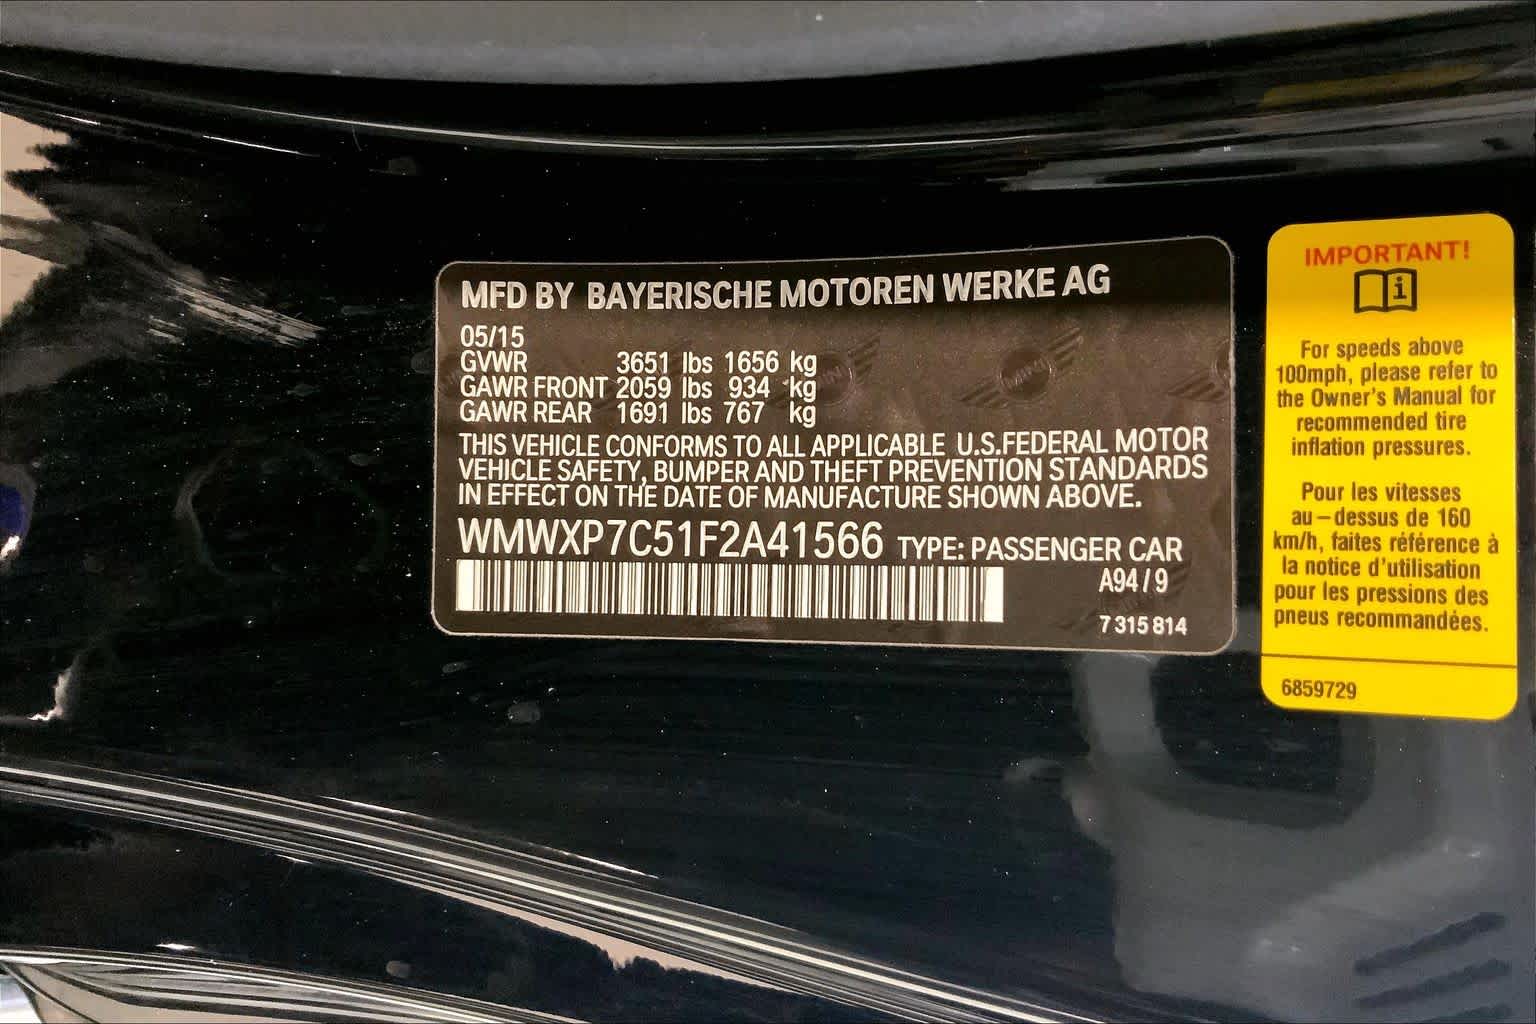 MFD BY BAYERISCHE MOTOREN WERKE AG
05/15
GVWR 3651 lbs 1656 kg
GAWR FRONT 2059 lbs 934 kg
GAWR REAR 1691 lbs 767 kg
THIS VEHICLE CONFORMS TO ALL APPLICABLE U.S.FEDERAL MOTOR
VEHICLE SAFETY, BUMPER AND THEFT PREVENTION STANDARDS
IN EFFECT ON THE DATE OF MANUFACTURE SHOWN ABOVE.
WMWXP7C51F2A41566 TYPE: PASSENGER CAR
A94/9
7 315 814
MINI
IMPORTANT!
i
For speeds above
100mph, please refer to
the Owner's Manual for
recommended tire
inflation pressures.
Pour les vitesses
au-dessus de 160
km/h, faites référence à
la notice d'utilisation
pour les pressions des
pneus recommandées.
6859729